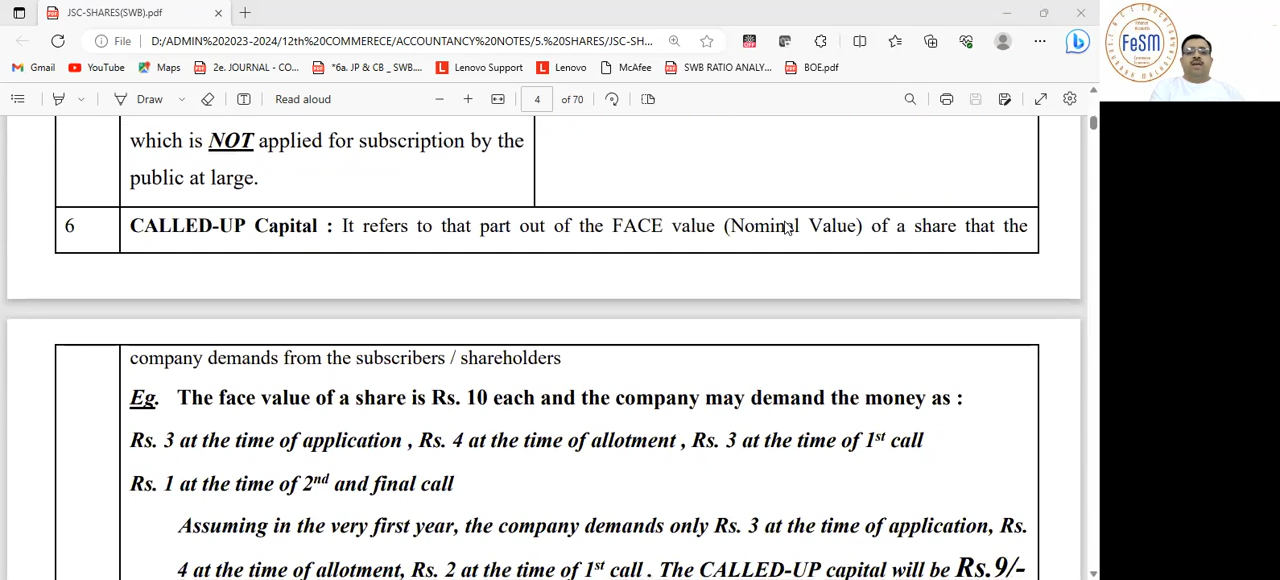 JSC-SHARES(SWB).pdf
File D:/ADMIN%202023-2024/12th%20COMMERCE/ACCOUNTANCY%20NOTES/5.%20SHARES/JSC-SH...
Gmail YouTube Maps 2e. JOURNAL - CO... *6a. JP & RCB _ SWB.... Lenovo Support Lenovo McAfee SWB RATIO ANALY... BOE.pdf
Draw Read aloud 4 of 70
which is NOT applied for subscription by the
public at large.
6 CALLED-UP Capital : It refers to that part out of the FACE value (Nominal Value) of a share that the
company demands from the subscribers / shareholders
Eg. The face value of a share is Rs. 10 each and the company may demand the money as :
Rs. 3 at the time of application , Rs. 4 at the time of allotment , Rs. 3 at the time of 1st call
Rs. 1 at the time of 2nd and final call
Assuming in the very first year, the company demands only Rs. 3 at the time of application, Rs.
4 at the time of allotment, Rs. 2 at the time of 1st call . The CALLED-UP capital will be Rs.9/-
FeSM